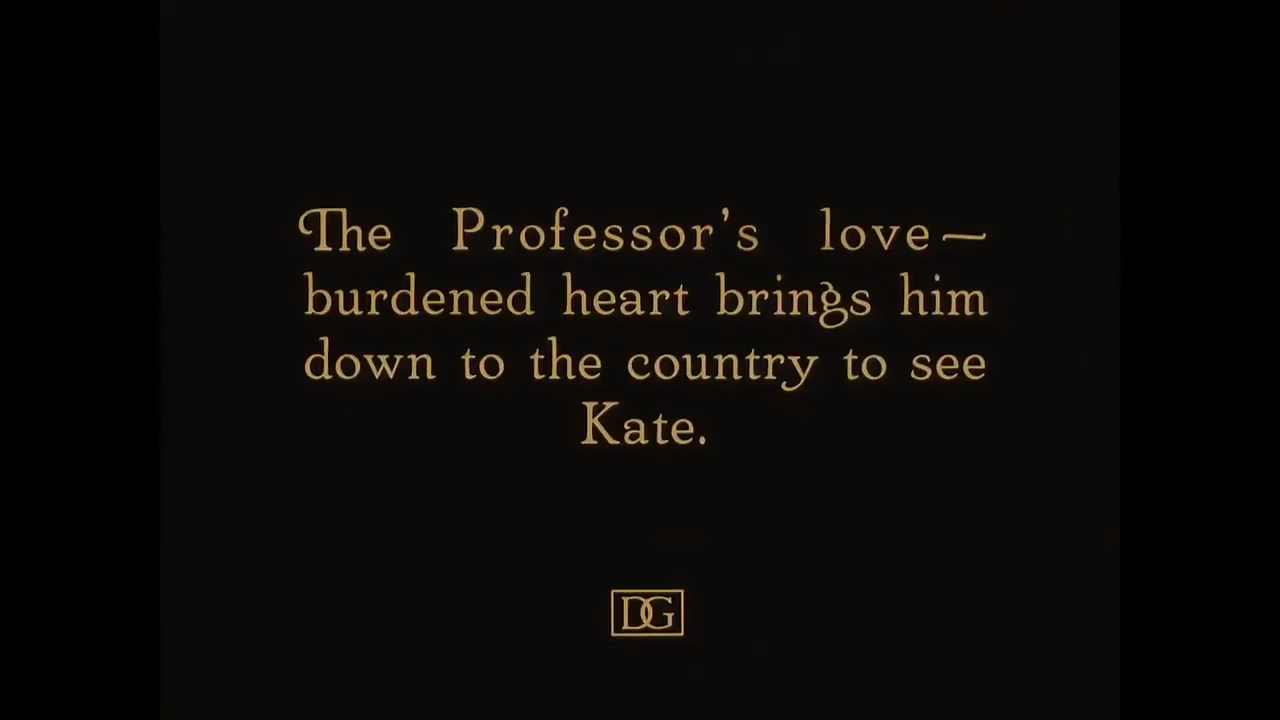 The Professor's love—
burdened heart brings him
down to the country to see
Kate.
DG